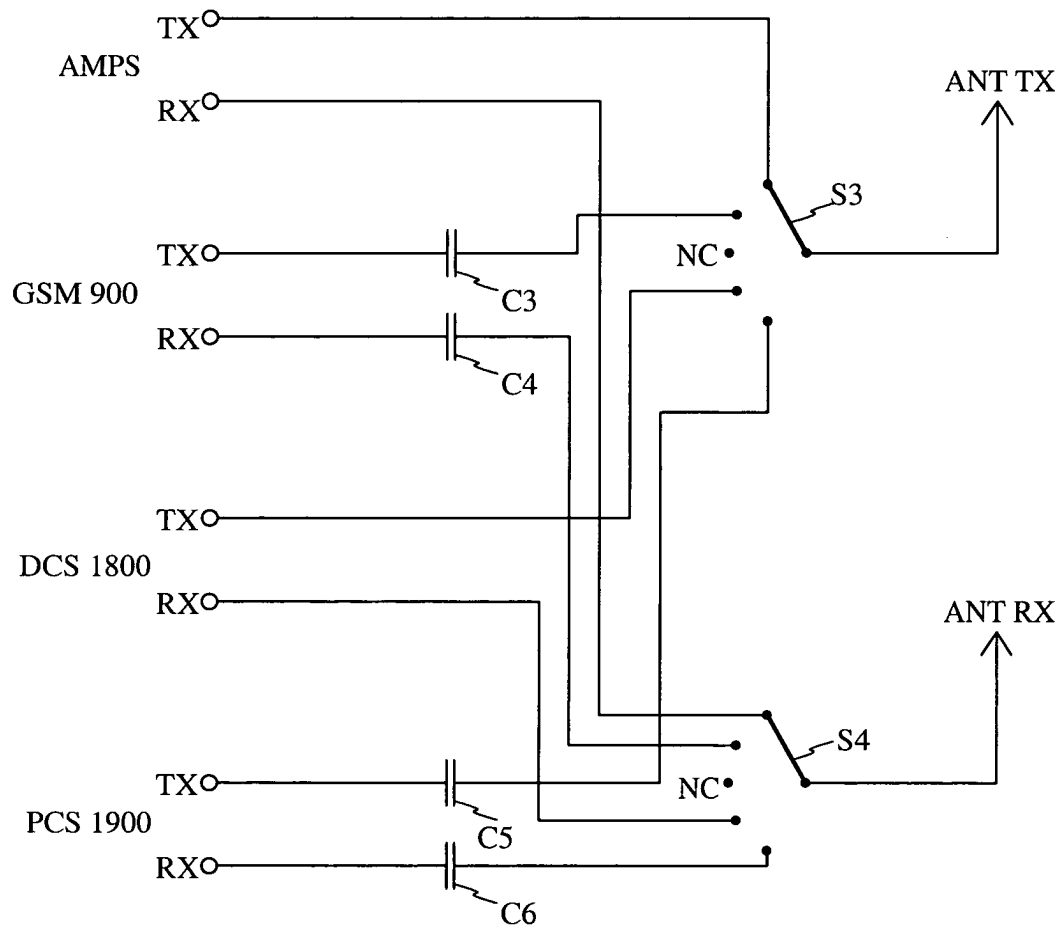 TX
AMPS
RX
ANT TX
S3
TX
NC
GSM 900
C3
RX
C4
TX
DCS 1800
RX
ANT RX
S4
TX
NC
PCS 1900
C5
RX
C6